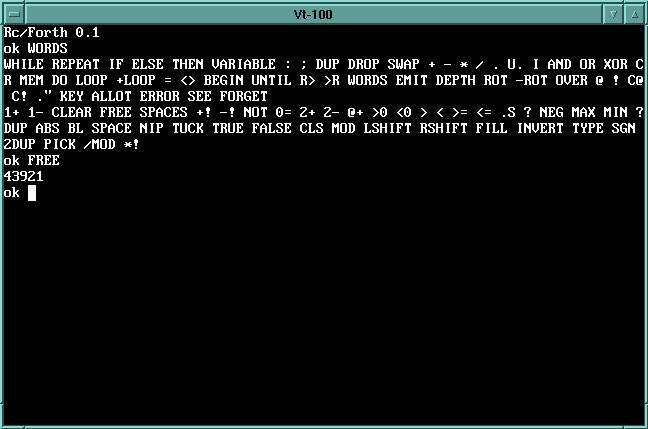 Vt-100
Rc/Forth 0.1
ok WORDS
WHILE REPEAT IF ELSE THEN VARIABLE : ; DUP DROP SWAP + - * / . U. I AND OR XOR C
R MEM DO LOOP +LOOP = <> BEGIN UNTIL R> >R WORDS EMIT DEPTH ROT -ROT OVER @ ! C@
 C! ." KEY ALLOT ERROR SEE FORGET
1+ 1- CLEAR FREE SPACES +! -! NOT 0= 2+ 2- @+ >0 <0 > < >= <= .S ? NEG MAX MIN ?
DUP ABS BL SPACE NIP TUCK TRUE FALSE CLS MOD LSHIFT RSHIFT FILL INVERT TYPE SGN
2DUP PICK /MOD *!
ok FREE
43921
ok